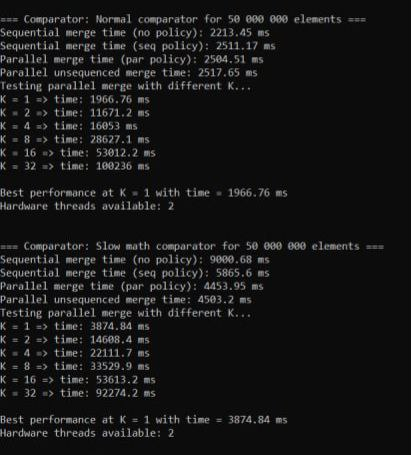 === Comparator: Normal comparator for 50 000 000 elements ===
Sequential merge time (no policy): 2213.45 ms
Sequential merge time (seq policy): 2511.17 ms
Parallel merge time (par policy): 2504.51 ms
Parallel unsequenced merge time: 2517.65 ms
Testing parallel merge with different K...
K = 1 => time: 1966.76 ms
K = 2 => time: 11671.2 ms
K = 4 => time: 16053 ms
K = 8 => time: 28627.1 ms
K = 16 => time: 53012.2 ms
K = 32 => time: 100236 ms
Best performance at K = 1 with time = 1966.76 ms
Hardware threads available: 2
=== Comparator: Slow math comparator for 50 000 000 elements ===
Sequential merge time (no policy): 9000.68 ms
Sequential merge time (seq policy): 5865.6 ms
Parallel merge time (par policy): 4453.95 ms
Parallel unsequenced merge time: 4503.2 ms
Testing parallel merge with different K...
K = 1 => time: 3874.84 ms
K = 2 => time: 14608.4 ms
K = 4 => time: 22111.7 ms
K = 8 => time: 33529.9 ms
K = 16 => time: 53613.2 ms
K = 32 => time: 92274.2 ms
Best performance at K = 1 with time = 3874.84 ms
Hardware threads available: 2